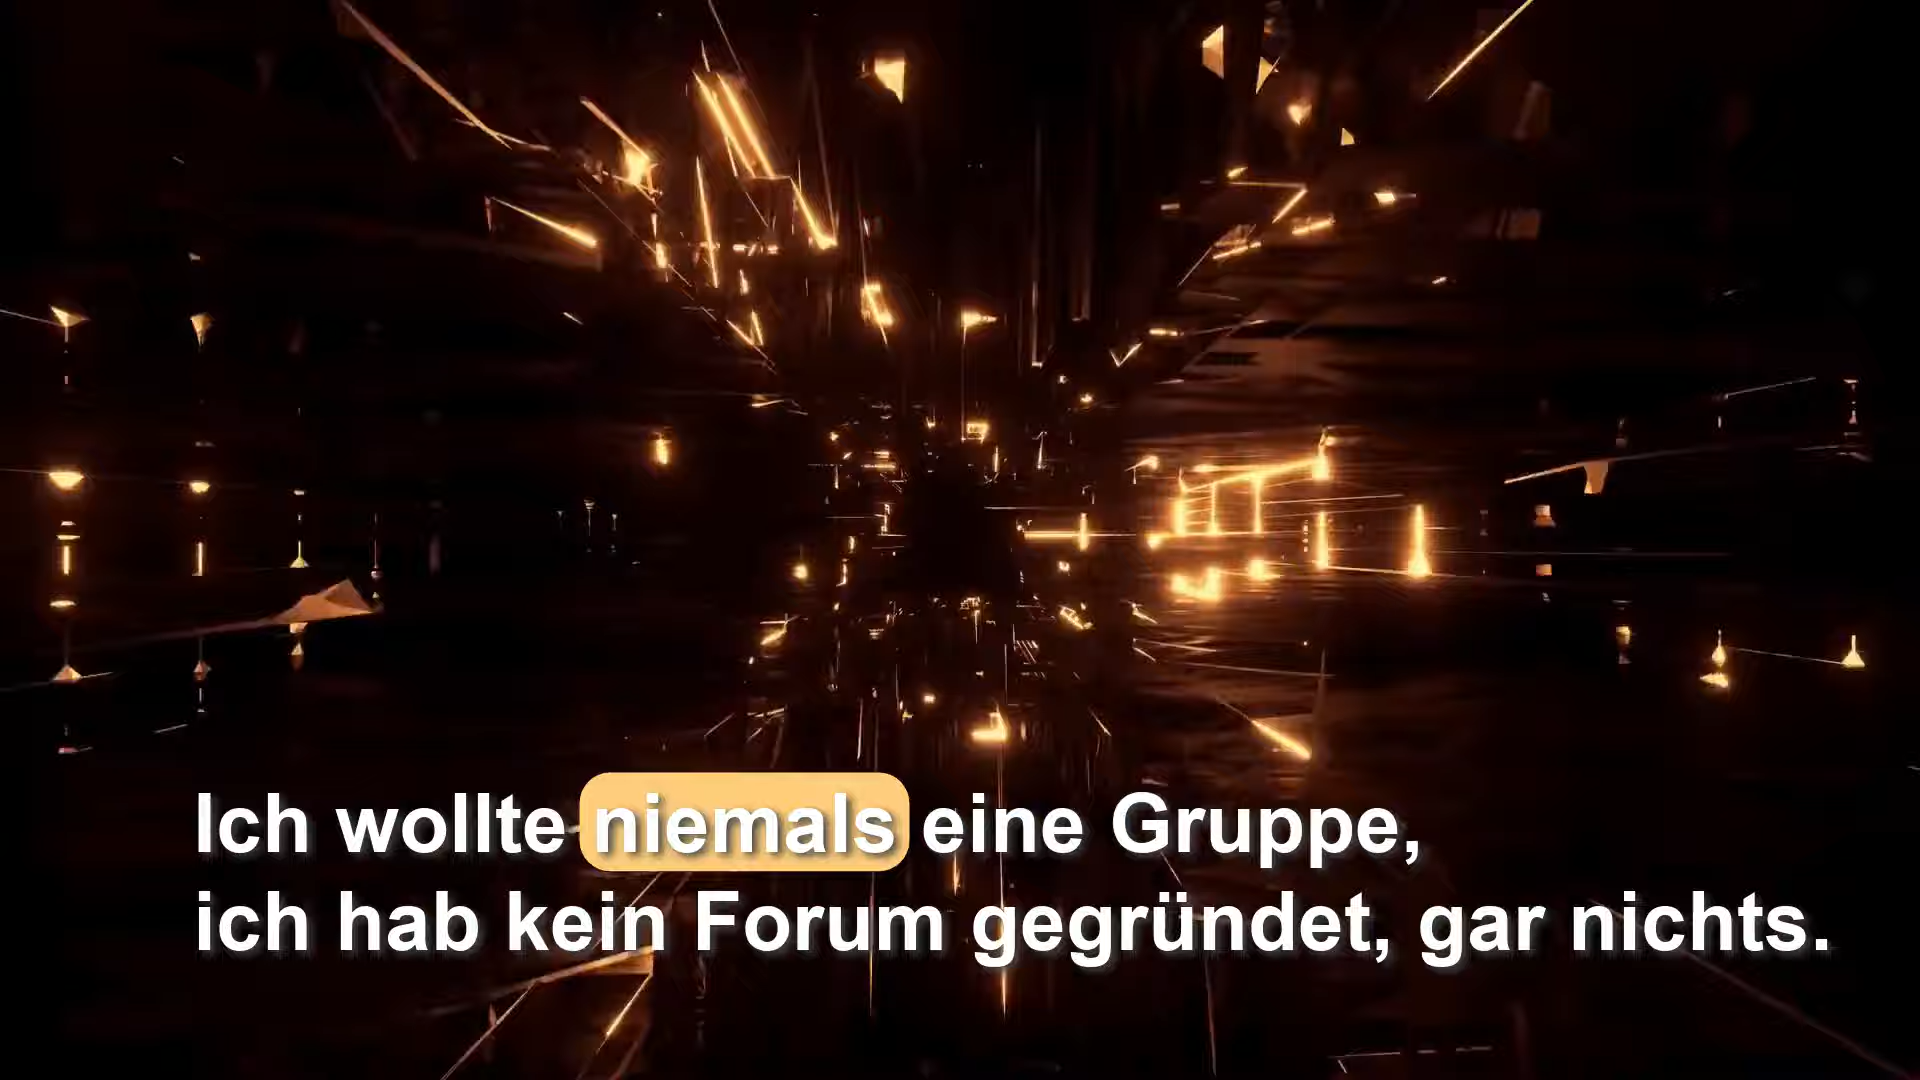 Ich wollte niemals eine Gruppe,
ich hab kein Forum gegründet, gar nichts.